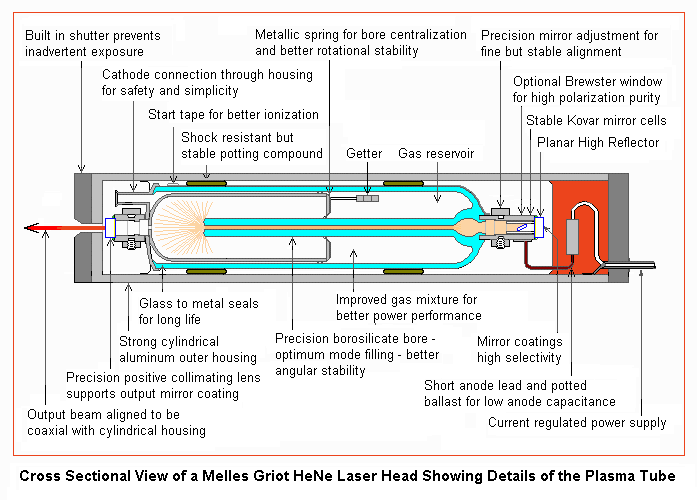 Built in shutter prevents
inadvertent exposure
Metallic spring for bore centralization
and better rotational stability
Precision mirror adjustment for
fine but stable alignment
Cathode connection through housing
for safety and simplicity
Optional Brewster window
for high polarization purity
Start tape for better ionization
Stable Kovar mirror cells
Shock resistant but
stable potting compound
Getter
Gas reservoir
Planar High Reflector
Glass to metal seals
for long life
Improved gas mixture for
better power performance
Strong cylindrical
aluminum outer housing
Precision borosilicate bore -
optimum mode filling - better
angular stability
Mirror coatings
high selectivity
Precision positive collimating lens
supports output mirror coating
Short anode lead and potted
ballast for low anode capacitance
Output beam aligned to be
coaxial with cylindrical housing
Current regulated power supply
Cross Sectional View of a Melles Griot HeNe Laser Head Showing Details of the Plasma Tube